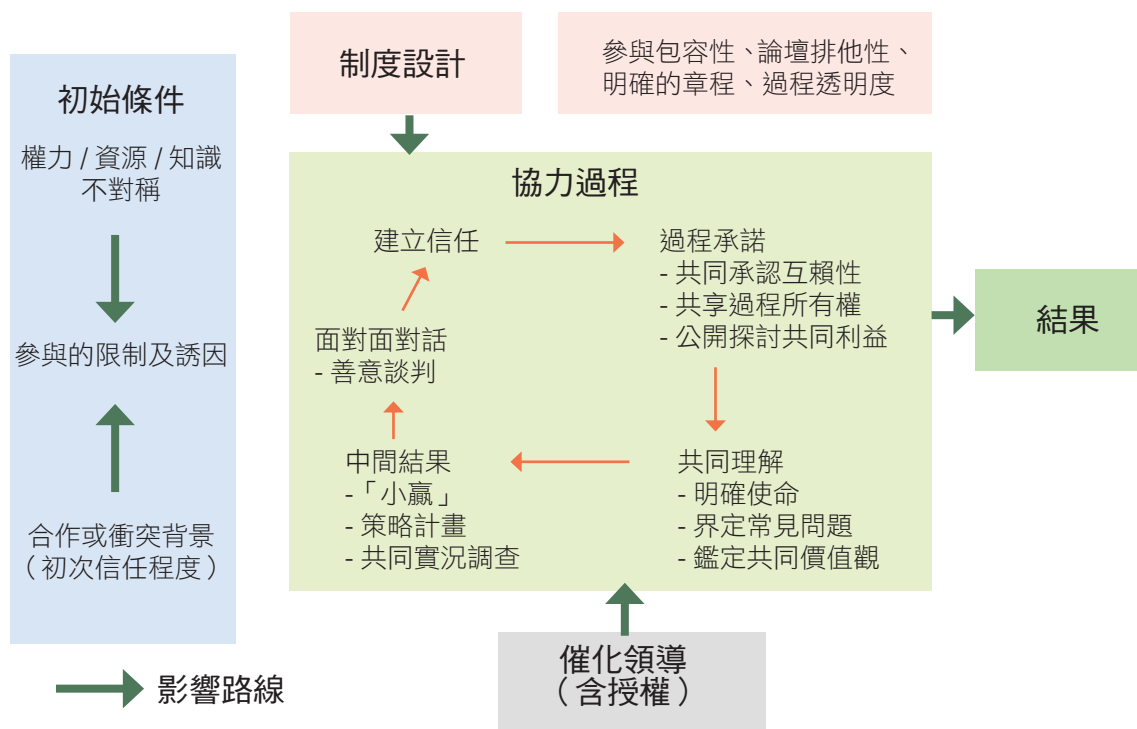 初始條件
權力 / 資源 / 知識
不對稱
參與的限制及誘因
合作或衝突背景
（初次信任程度）
制度設計
參與包容性、論壇排他性、
明確的章程、過程透明度
協力過程
建立信任
過程承諾
- 共同承認互賴性
- 共享過程所有權
- 公開探討共同利益
面對面對話
- 善意談判
中間結果
-「小贏」
- 策略計畫
- 共同實況調查
共同理解
- 明確使命
- 界定常見問題
- 鑑定共同價值觀
結果
催化領導
（含授權）
影響路線